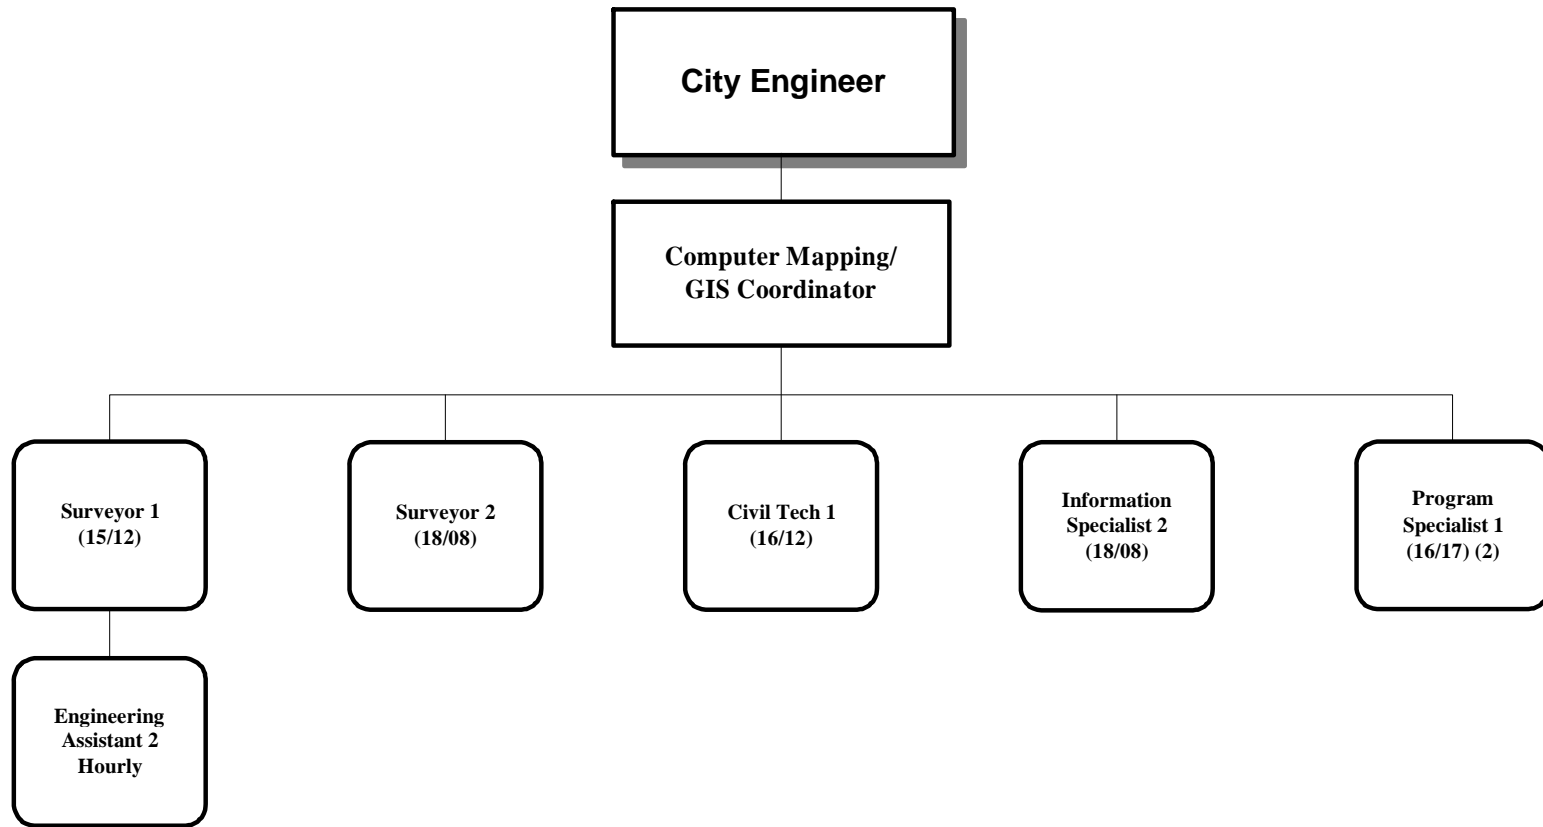 City Engineer
Computer Mapping/
GIS Coordinator
Surveyor 1
(15/12)
Surveyor 2
(18/08)
Civil Tech 1
(16/12)
Information
Specialist 2
(18/08)
Program
Specialist 1
(16/17) (2)
Engineering
Assistant 2
Hourly